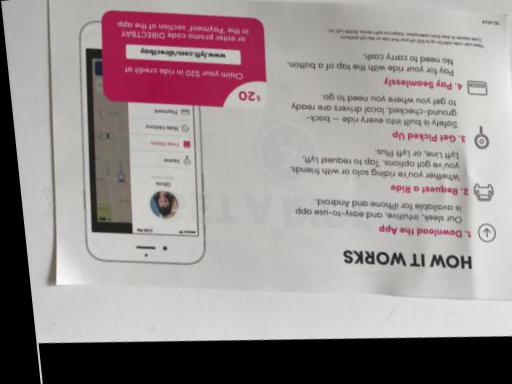 HOW IT WORKS
1. Download the App
Our sleek, intuitive, and easy-to-use app
is available for iPhone and Android.
2. Request a Ride
Whether you're riding solo or with friends,
you've got options. Tap to request Lyft,
Lyft Line, or Lyft Plus.
3. Get Picked Up
Safety is built into every ride — back-
ground-checked, local drivers are ready
to get you where you need to go.
4. Pay Seamlessly
Pay for your ride with the tap of a button.
No need to carry cash.
Home
Free Rides
Ride History
Payment
$20
Claim your $20 in ride credit at
www.lyft.com/directbay
or enter promo code DIRECTBAY
in the 'Payment' section of the app